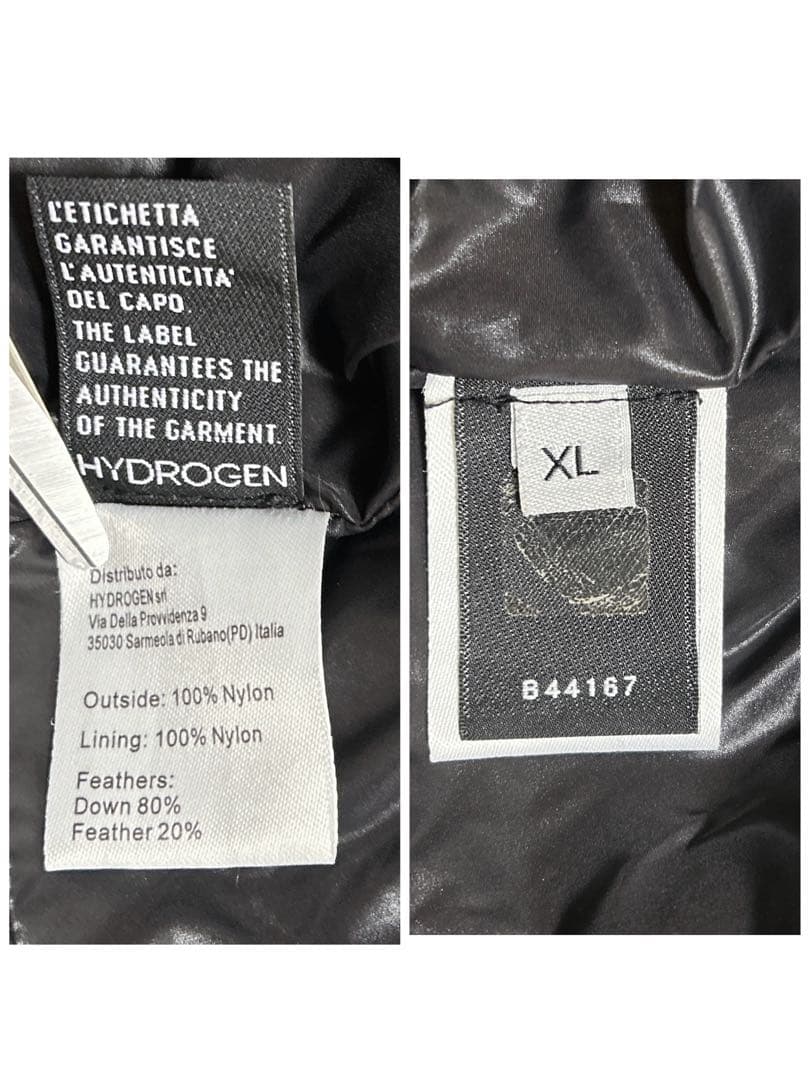 L'ETICHETTA
GARANTISCE
L'AUTENTICITA'
DEL CAPO.
THE LABEL
GUARANTEES THE
AUTHENTICITY
OF THE GARMENT.
HYDROGEN
Distributo da:
HYDROGEN srl
Via Della Provvidenza 9
35030 Sarmeola di Rubano(PD) Italia
Outside: 100% Nylon
Lining: 100% Nylon
Feathers:
Down 80%
Feather 20%
XL
B44167